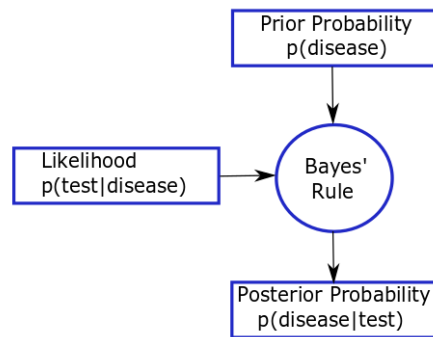 Prior Probability
p(disease)
Likelihood
p(test|disease)
Bayes'
Rule
Posterior Probability
p(disease|test)